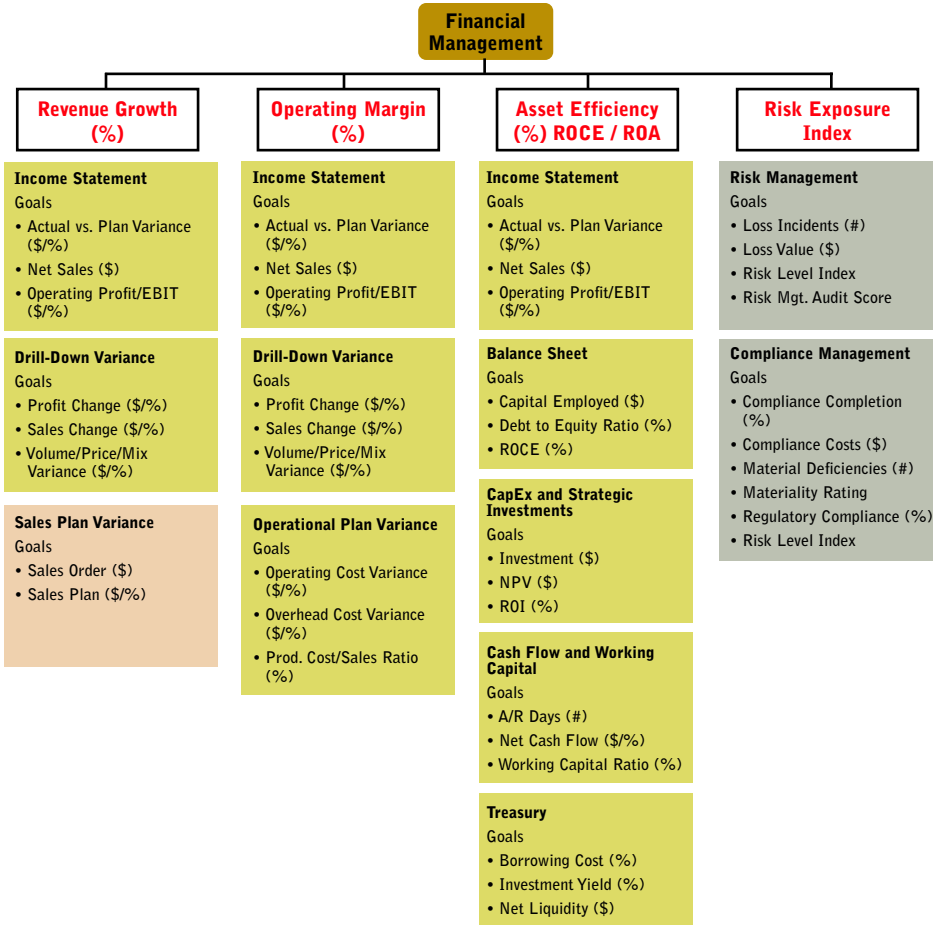 Financial
Management
Revenue Growth
(%)
Operating Margin
(%)
Asset Efficiency
(%) ROCE / ROA
Risk Exposure
Index
Income Statement
Goals
• Actual vs. Plan Variance
($/%)
• Net Sales ($)
• Operating Profit/EBIT
($/%)
Drill-Down Variance
Goals
• Profit Change ($/%)
• Sales Change ($/%)
• Volume/Price/Mix
Variance ($/%)
Sales Plan Variance
Goals
• Sales Order ($)
• Sales Plan ($/%)
Income Statement
Goals
• Actual vs. Plan Variance
($/%)
• Net Sales ($)
• Operating Profit/EBIT
($/%)
Drill-Down Variance
Goals
• Profit Change ($/%)
• Sales Change ($/%)
• Volume/Price/Mix
Variance ($/%)
Operational Plan Variance
Goals
• Operating Cost Variance
($/%)
• Overhead Cost Variance
($/%)
• Prod. Cost/Sales Ratio
(%)
Income Statement
Goals
• Actual vs. Plan Variance
($/%)
• Net Sales ($)
• Operating Profit/EBIT
($/%)
Balance Sheet
Goals
• Capital Employed ($)
• Debt to Equity Ratio (%)
• ROCE (%)
CapEx and Strategic
Investments
Goals
• Investment ($)
• NPV ($)
• ROI (%)
Cash Flow and Working
Capital
Goals
• A/R Days (#)
• Net Cash Flow ($/%)
• Working Capital Ratio (%)
Treasury
Goals
• Borrowing Cost (%)
• Investment Yield (%)
• Net Liquidity ($)
Risk Management
Goals
• Loss Incidents (#)
• Loss Value ($)
• Risk Level Index
• Risk Mgt. Audit Score
Compliance Management
Goals
• Compliance Completion
(%)
• Compliance Costs ($)
• Material Deficiencies (#)
• Materiality Rating
• Regulatory Compliance (%)
• Risk Level Index